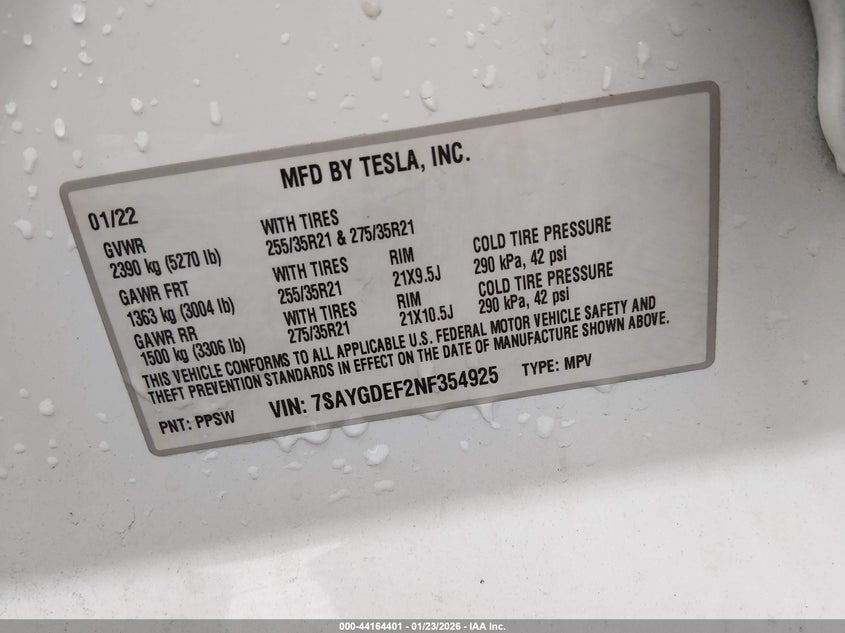 MFD BY TESLA, INC.
01/22
GVWR
2390 kg (5270 lb)
WITH TIRES
255/35R21 & 275/35R21
GAWR FRT
1363 kg (3004 lb)
WITH TIRES
255/35R21
RIM
21X9.5J
COLD TIRE PRESSURE
290 kPa, 42 psi
GAWR RR
1500 kg (3306 lb)
WITH TIRES
275/35R21
RIM
21X10.5J
COLD TIRE PRESSURE
290 kPa, 42 psi
THIS VEHICLE CONFORMS TO ALL APPLICABLE U.S. FEDERAL MOTOR VEHICLE SAFETY AND
THEFT PREVENTION STANDARDS IN EFFECT ON THE DATE OF MANUFACTURE SHOWN ABOVE.
PNT: PPSW
VIN: 7SAYGDEF2NF354925
TYPE: MPV
000-44164401 - 01/23/2026 - IAA Inc.